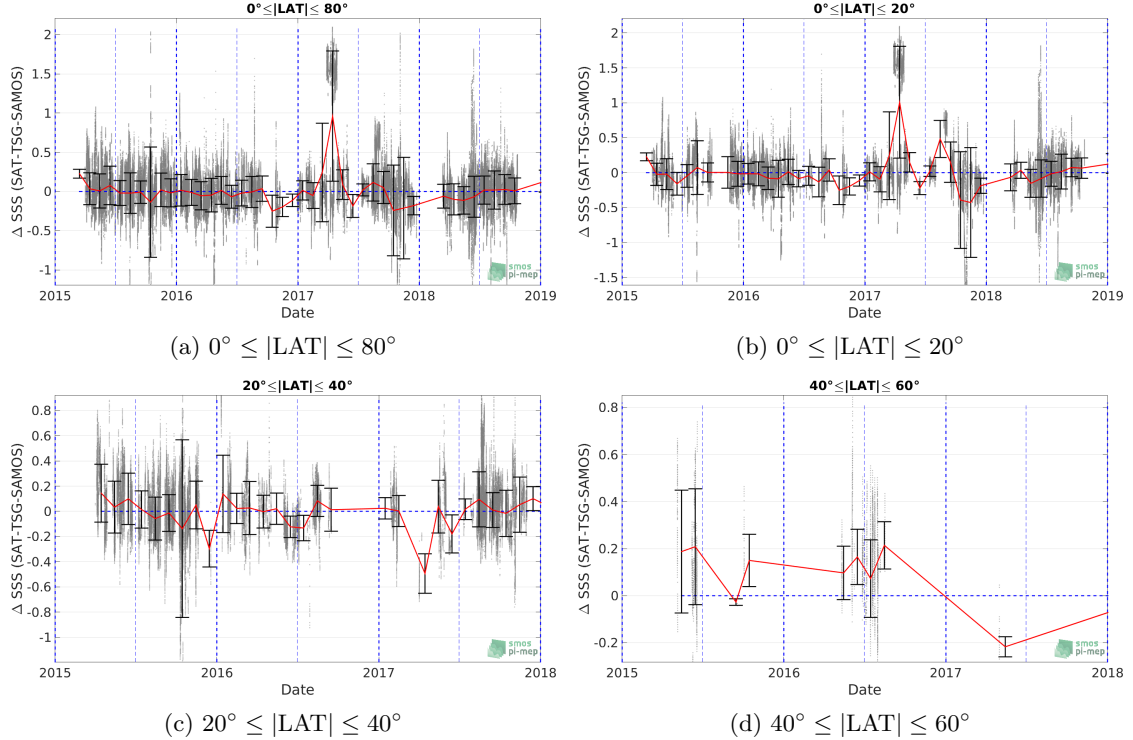 0°≤|LAT|≤ 80°
Δ SSS (SAT-TSG-SAMOS)
2
1.5
1
0.5
0
-0.5
-1
2015
2016
2017
2018
2019
Date
smos
pi-mep
(a) 0° ≤ |LAT| ≤ 80°
0°≤|LAT|≤ 20°
Δ SSS (SAT-TSG-SAMOS)
2
1.5
1
0.5
0
-0.5
-1
-1.5
2015
2016
2017
2018
2019
Date
smos
pi-mep
(b) 0° ≤ |LAT| ≤ 20°
20°≤|LAT|≤ 40°
Δ SSS (SAT-TSG-SAMOS)
0.8
0.6
0.4
0.2
0
-0.2
-0.4
-0.6
-0.8
-1
2015
2016
2017
2018
Date
smos
pi-mep
(c) 20° ≤ |LAT| ≤ 40°
40°≤|LAT|≤ 60°
Δ SSS (SAT-TSG-SAMOS)
0.8
0.6
0.4
0.2
0
-0.2
2015
2016
2017
2018
Date
smos
pi-mep
(d) 40° ≤ |LAT| ≤ 60°